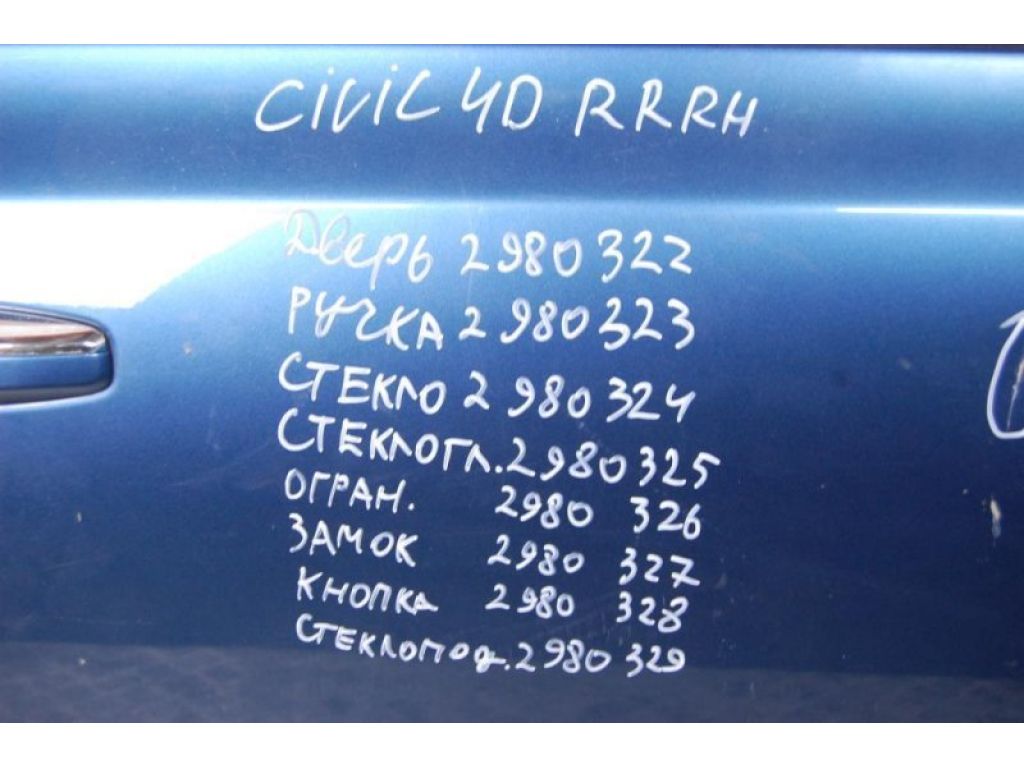 CIVIC 4D RRRH
Дверь 2980322
РУЧКА 2980323
СТЕКЛО 2980324
СТЕКЛОГЛ. 2980325
ОГРАН. 2980 326
ЗАМОК 2980 327
КНОПКА 2980 328
СТЕКЛОПОД. 2980 329